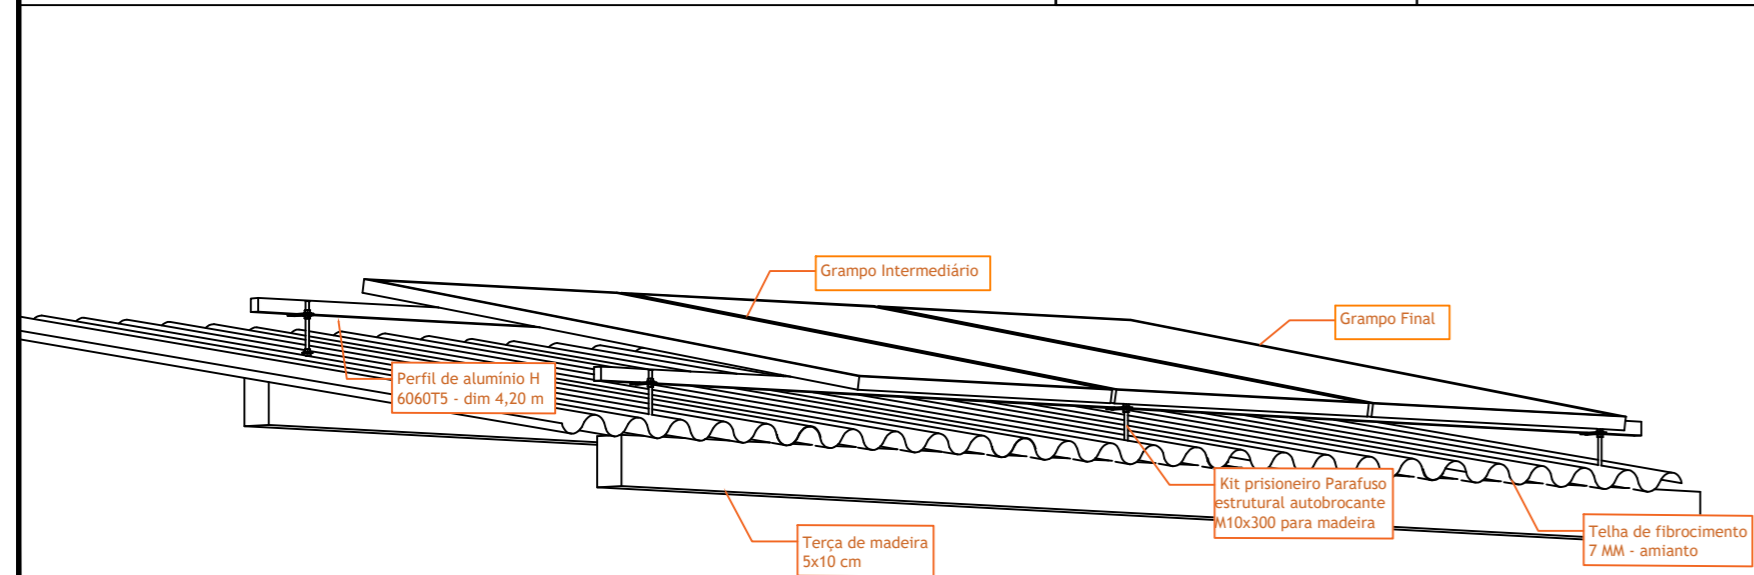 Grampo Intermediário
Grampo Final
Perfil de alumínio H
6060T5 - dim 4,20 m
Kit prisioneiro Parafuso
estrutural autobrocante
M10x300 para madeira
Telha de fibrocimento
7 MM - amianto
Terça de madeira
5x10 cm